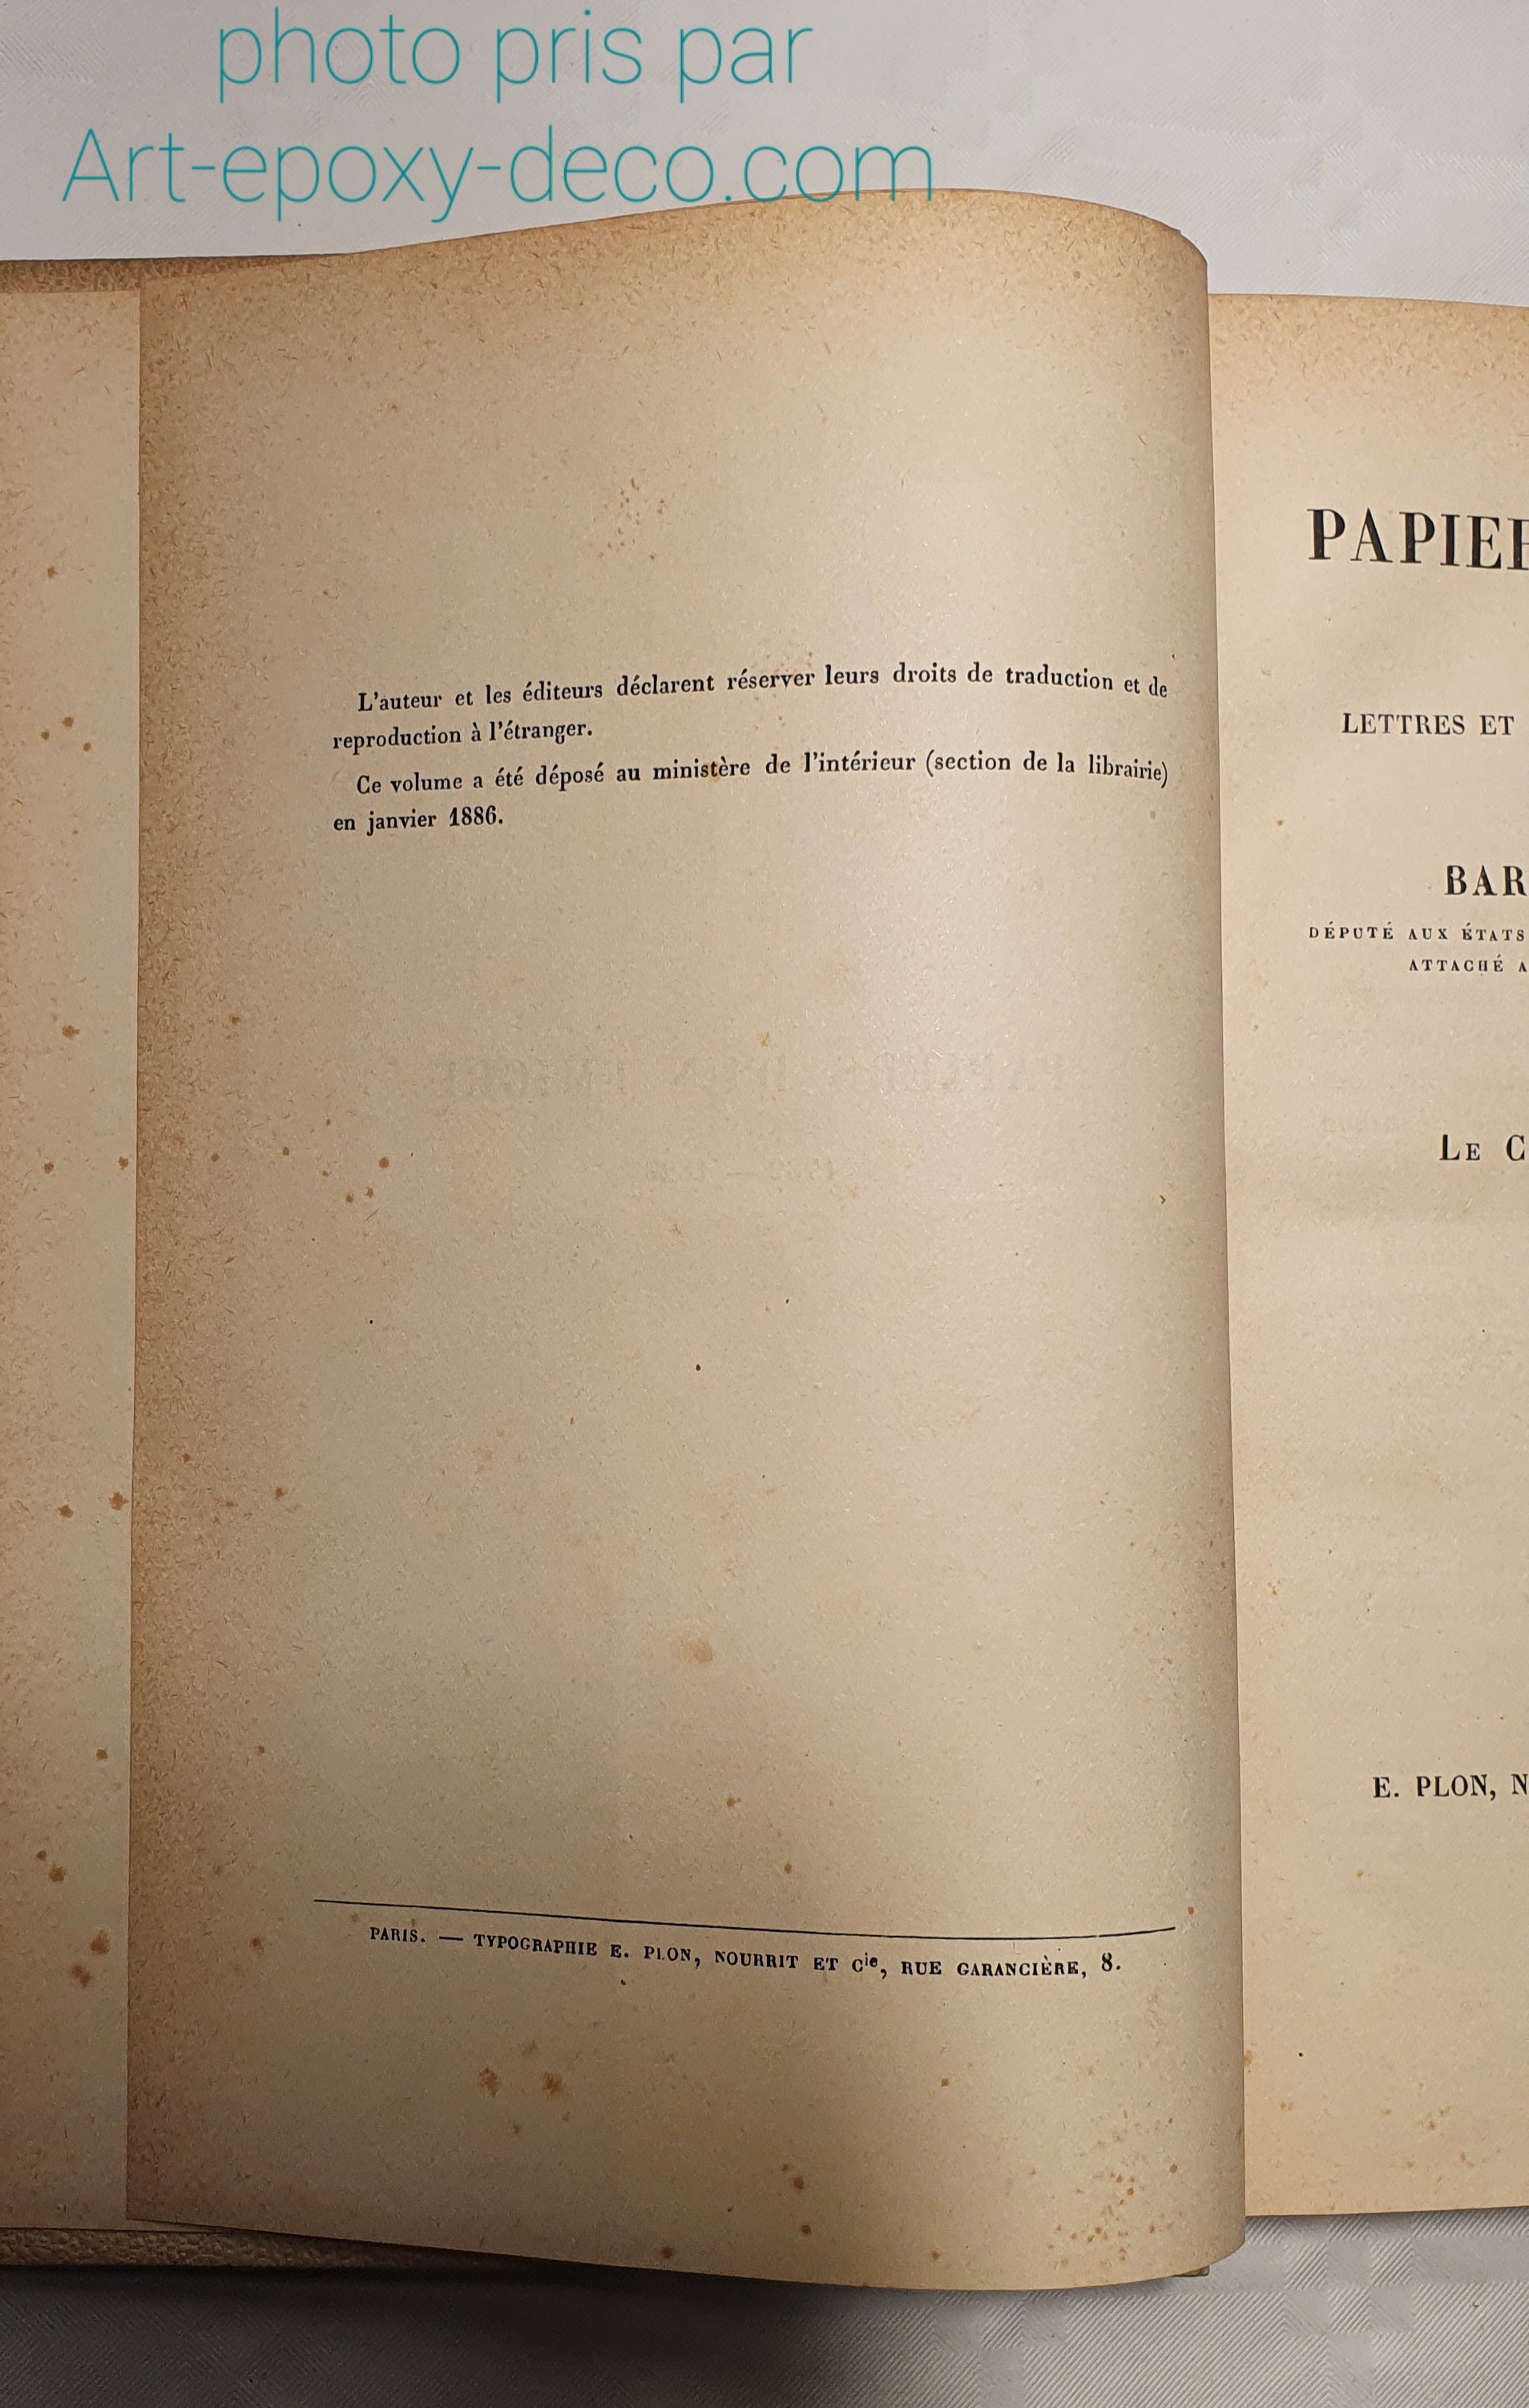 photo pris par
Art-epoxy-deco.com
L'auteur et les éditeurs déclarent réserver leurs droits de traduction et de
reproduction à l'étranger.
Ce volume a été déposé au ministère de l'intérieur (section de la librairie)
en janvier 1886.
PARIS. — TYPOGRAPHIE E. PLON, NOURRIT ET Cie, RUE GARANCIÈRE, 8.
PAPIER
LETTRES ET
BAR
DÉPUTÉ AUX ÉTATS
ATTACHÉ A
LE C
E. PLON, N